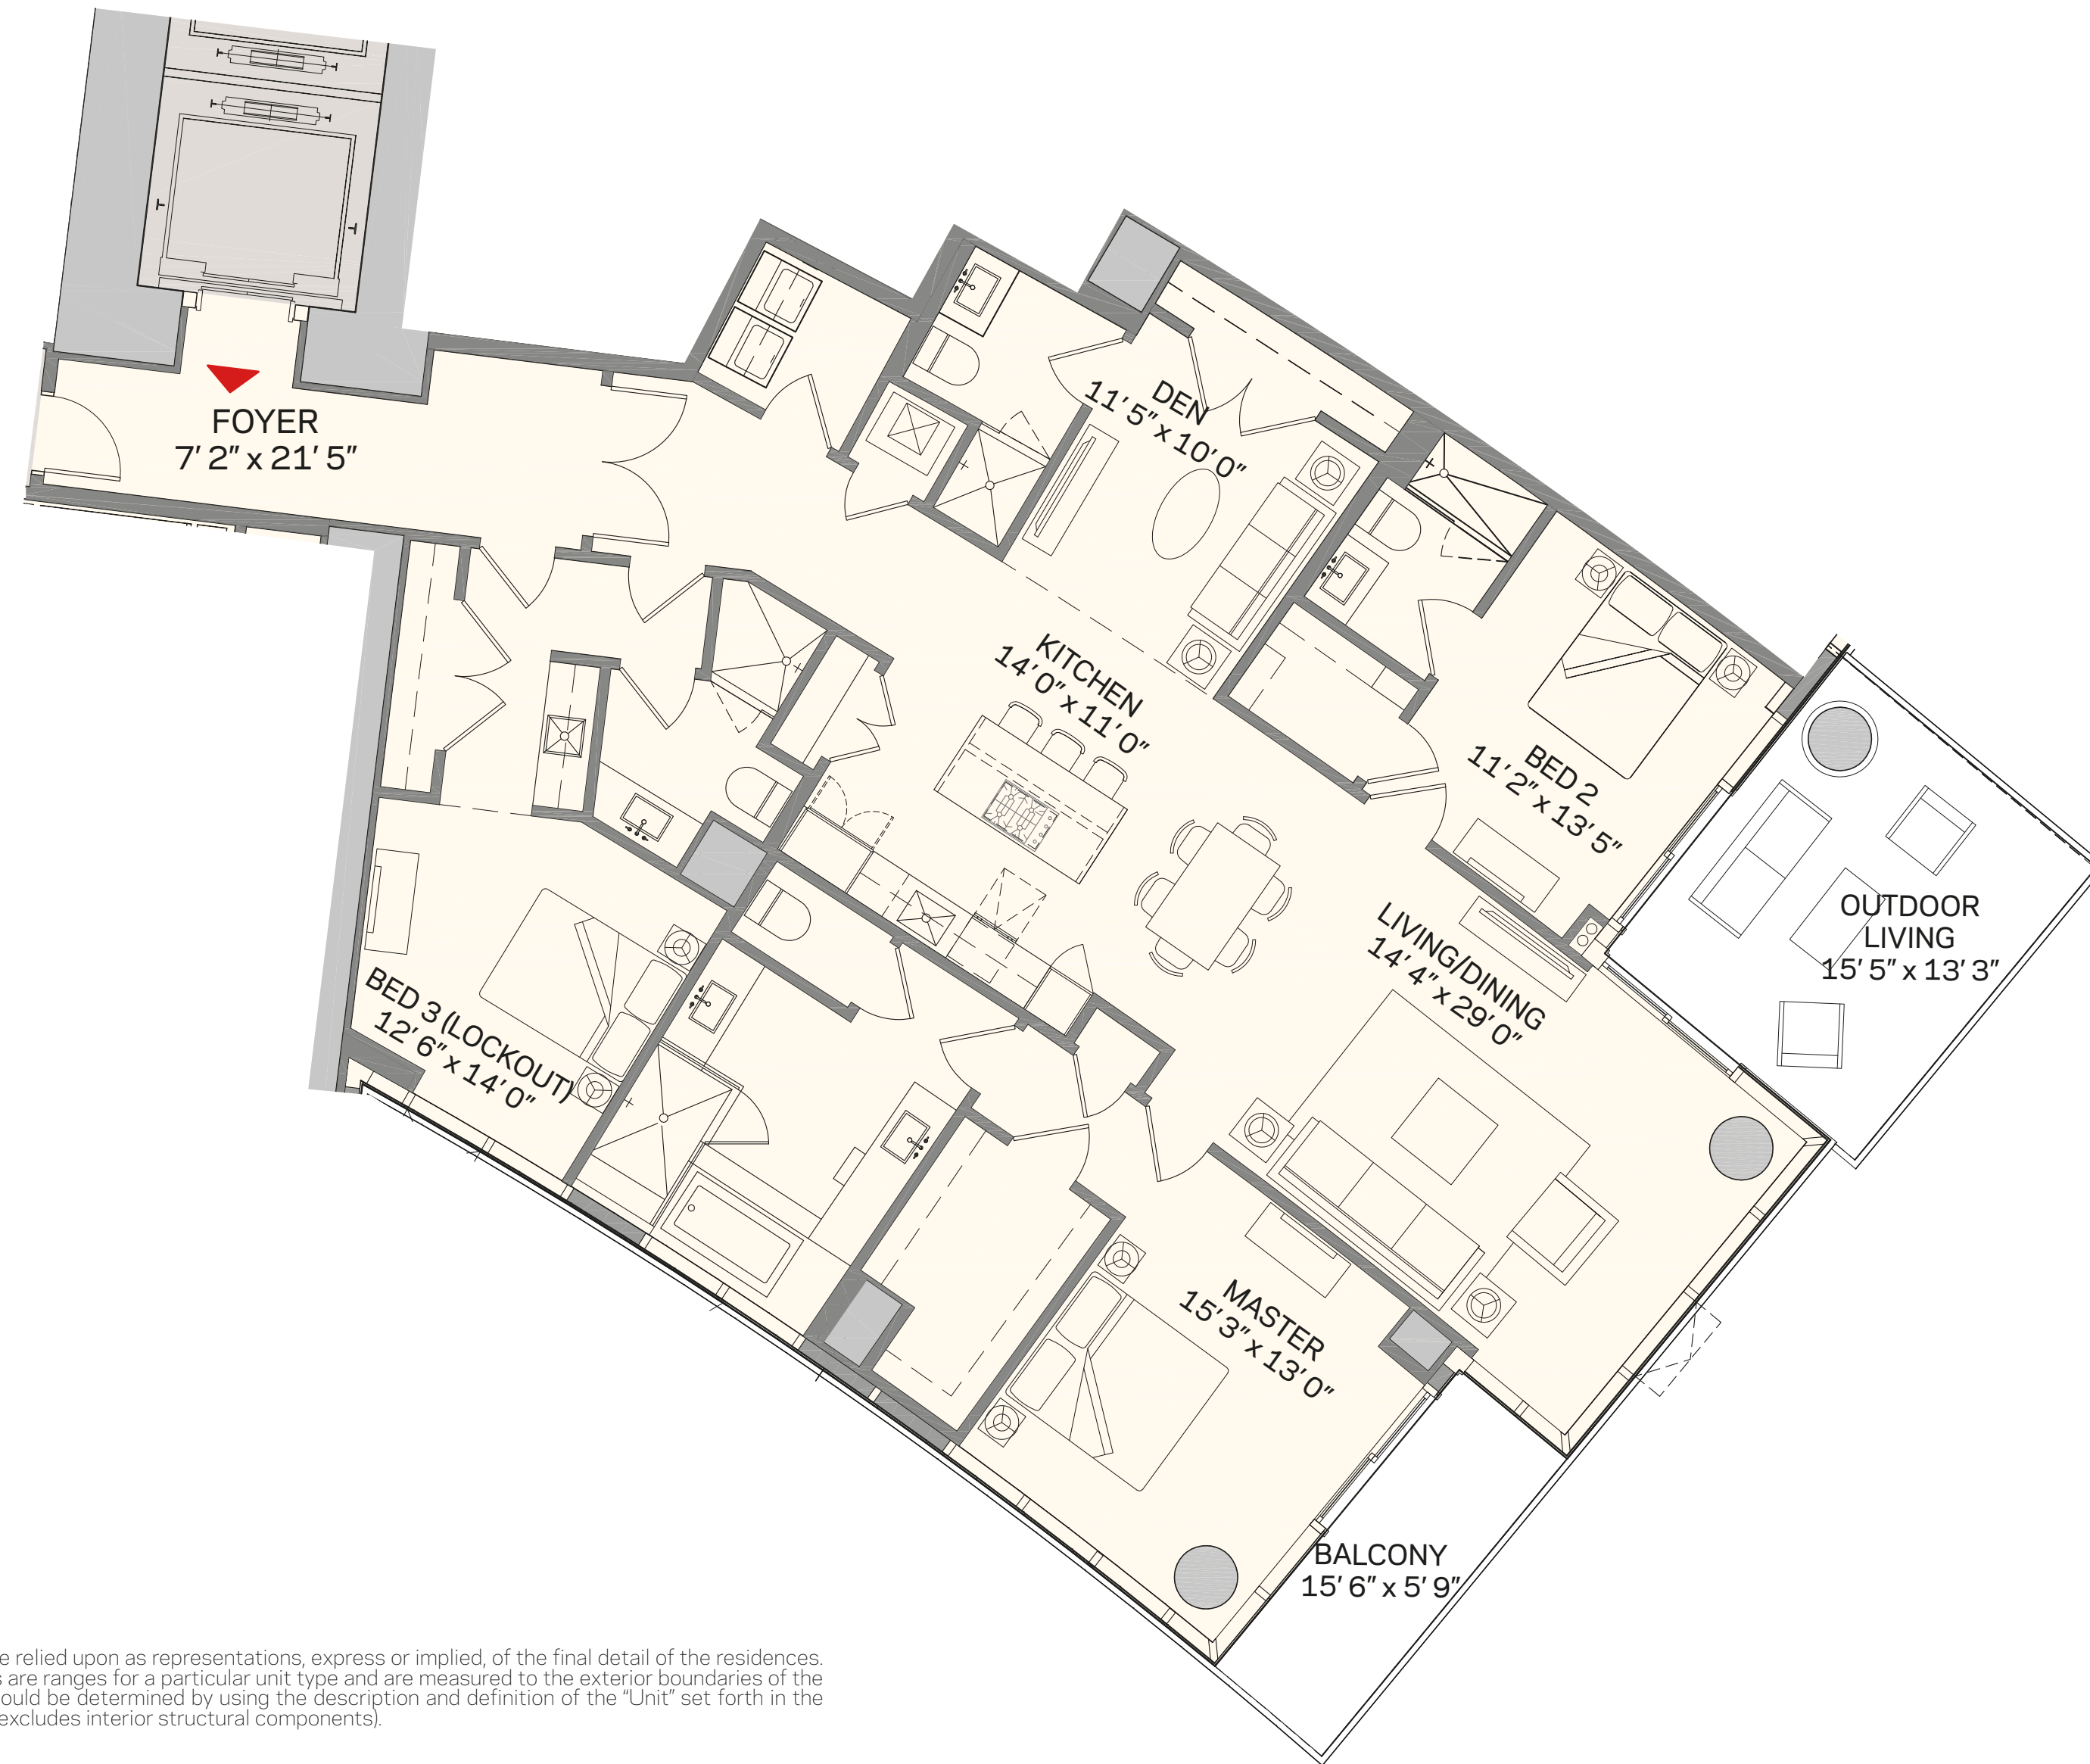 FOYER
7' 2" x 21' 5"
DEN
11' 5" x 10' 0"
KITCHEN
14' 0" x 11' 0"
BED 2
11' 2" x 13' 5"
OUTDOOR
LIVING
15' 5" x 13' 3"
LIVING/DINING
14' 4" x 29' 0"
BED 3 (LOCKOUT)
12' 6" x 14' 0"
MASTER
15' 3" x 13' 0"
BALCONY
15' 6" x 5' 9"
relied upon as representations, express or implied, of the final detail of the residences.
are ranges for a particular unit type and are measured to the exterior boundaries of the
be determined by using the description and definition of the “Unit” set forth in the
excludes interior structural components).